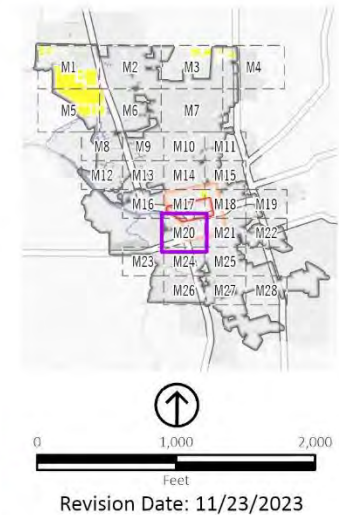 M1 M2 M3 M4
M5 M6 M7
M8 M9 M10 M11
M12 M13 M14 M15
M16 M17 M18 M19
M20 M21 M22
M23 M24 M25
M26 M27 M28
0 1,000 2,000
Feet
Revision Date: 11/23/2023